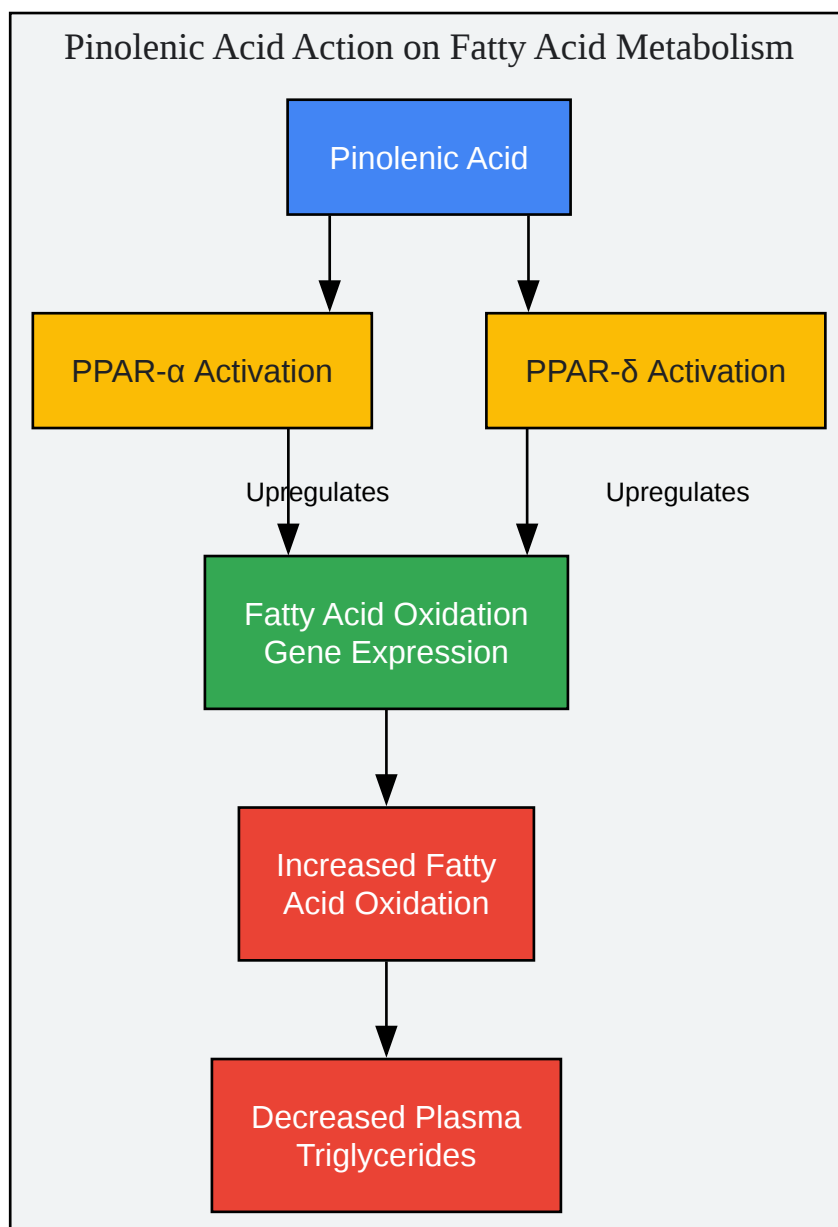 Pinolenic Acid Action on Fatty Acid Metabolism
Pinolenic Acid
PPAR-α Activation
PPAR-δ Activation
Upregulates
Upregulates
Fatty Acid Oxidation
Gene Expression
Increased Fatty
Acid Oxidation
Decreased Plasma
Triglycerides